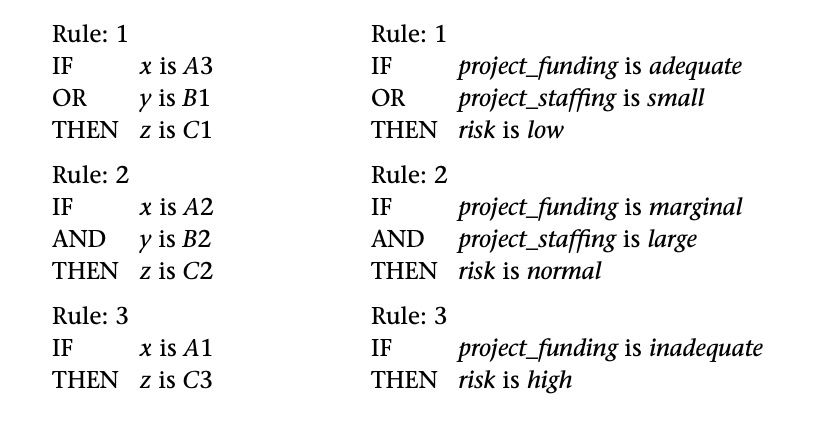 Rule: 1
IF x is A3
OR y is B1
THEN z is C1
Rule: 2
IF x is A2
AND y is B2
THEN z is C2
Rule: 3
IF x is A1
THEN z is C3
Rule: 1
IF project_funding is adequate
OR project_staffing is small
THEN risk is low
Rule: 2
IF project_funding is marginal
AND project_staffing is large
THEN risk is normal
Rule: 3
IF project_funding is inadequate
THEN risk is high